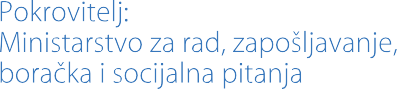 Pokrovitelj:
Ministarstvo za rad, zapošljavanje,
boračka i socijalna pitanja